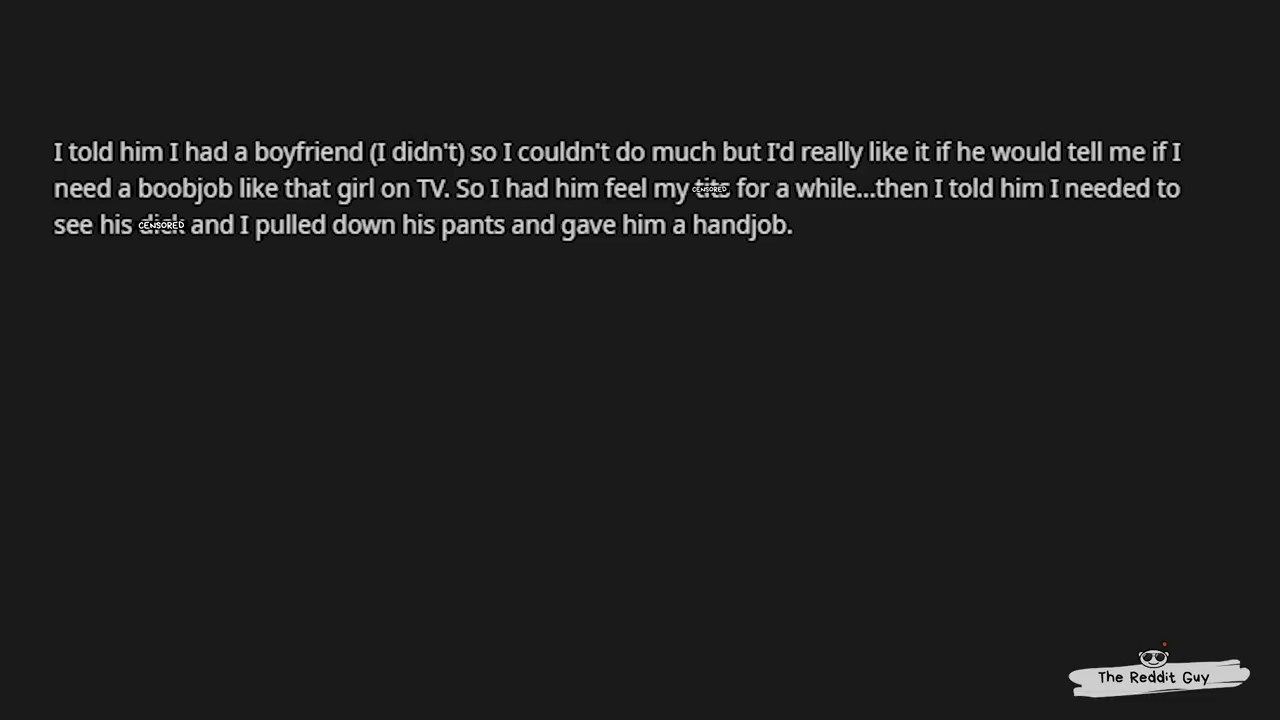 I told him I had a boyfriend (I didn't) so I couldn't do much but I'd really like it if he would tell me if I
need a boobjob like that girl on TV. So I had him feel my tits CENSORED for a while...then I told him I needed to
see his dick CENSORED and I pulled down his pants and gave him a handjob.
The Reddit Guy